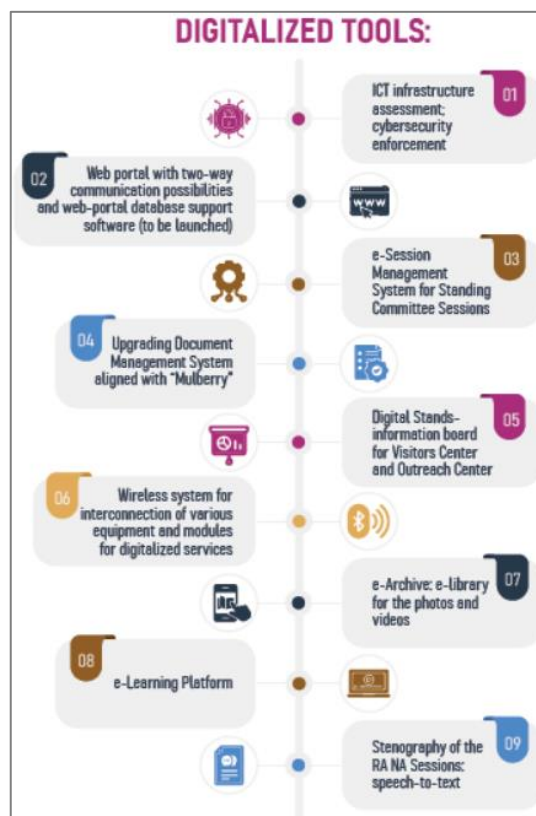 DIGITALIZED TOOLS:
01
ICT infrastructure
assessment;
cybersecurity
enforcement
02
Web portal with two-way
communication possibilities
and web-portal database support
software (to be launched)
WWW
03
e-Session
Management
System for Standing
Committee Sessions
04
Upgrading Document
Management System
aligned with "Mulberry"
05
Digital Stands-
information board
for Visitors Center
and Outreach Center
06
Wireless system for
interconnection of various
equipment and modules
for digitalized services
07
e-Archive: e-library
for the photos and
videos
08
e-Learning Platform
09
Stenography of the
RA NA Sessions:
speech-to-text